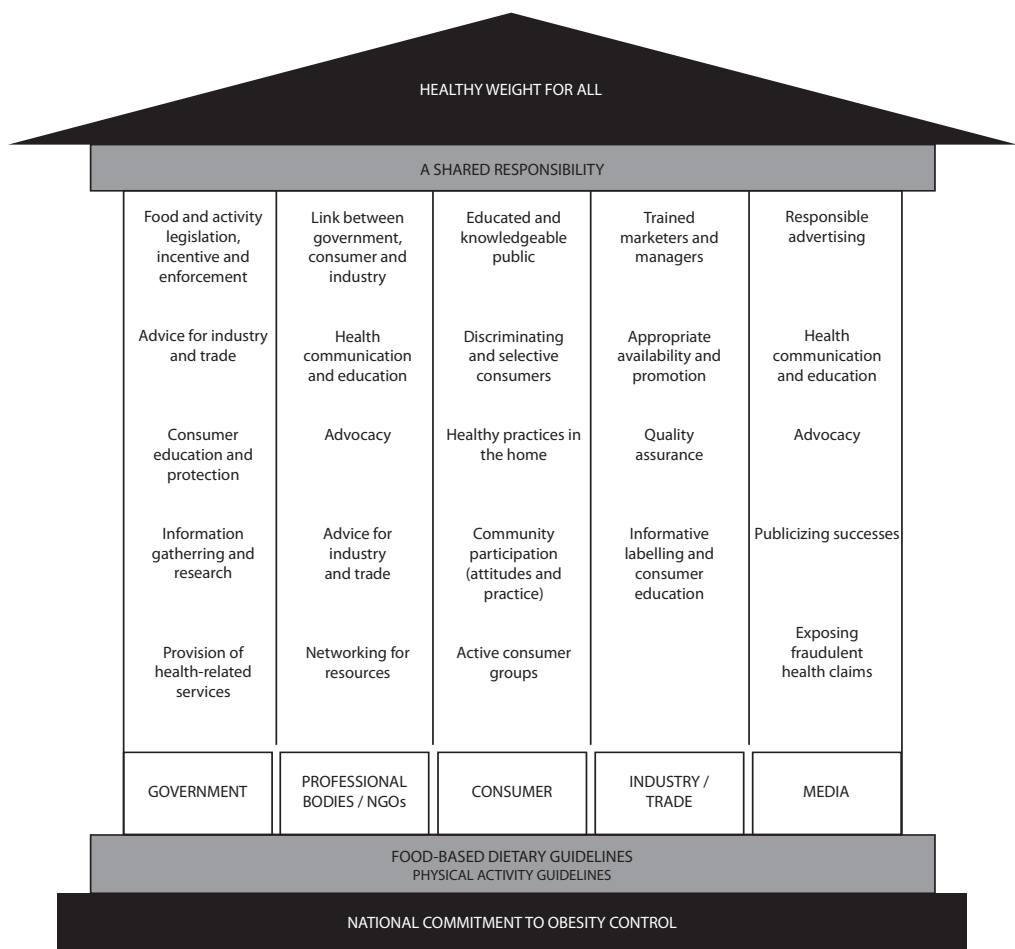 HEALTHY WEIGHT FOR ALL
A SHARED RESPONSIBILITY
Food and activity
legislation,
incentive and
enforcement
Advice for industry
and trade
Consumer
education and
protection
Information
gatherring and
research
Provision of
health-related
services
GOVERNMENT
Link between
government,
consumer and
industry
Health
communication
and education
Advocacy
Advice for
industry
and trade
Networking for
resources
PROFESSIONAL
BODIES / NGOs
Educated and
knowledgeable
public
Discriminating
and selective
consumers
Healthy practices in
the home
Community
participation
(attitudes and
practice)
Active consumer
groups
CONSUMER
Trained
marketers and
managers
Appropriate
availability and
promotion
Quality
assurance
Informative
labelling and
consumer
education
INDUSTRY /
TRADE
Responsible
advertising
Health
communication
and education
Advocacy
Publicizing successes
Exposing
fraudulent
health claims
MEDIA
FOOD-BASED DIETARY GUIDELINES
PHYSICAL ACTIVITY GUIDELINES
NATIONAL COMMITMENT TO OBESITY CONTROL